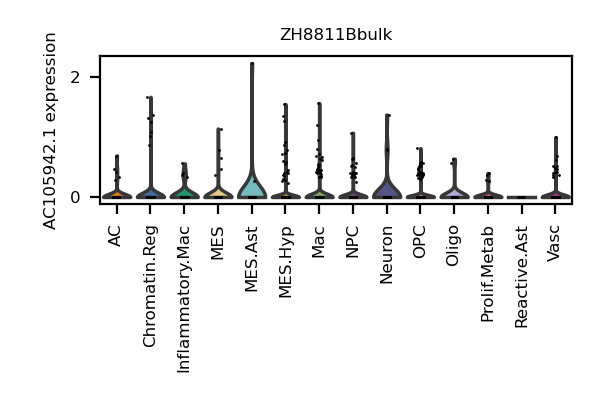 ZH8811Bbulk
AC105942.1 expression
2
0
AC
Chromatin.Reg
Inflammatory.Mac
MES
MES.Ast
MES.Hyp
Mac
NPC
Neuron
OPC
Oligo
Prolif.Metab
Reactive.Ast
Vasc